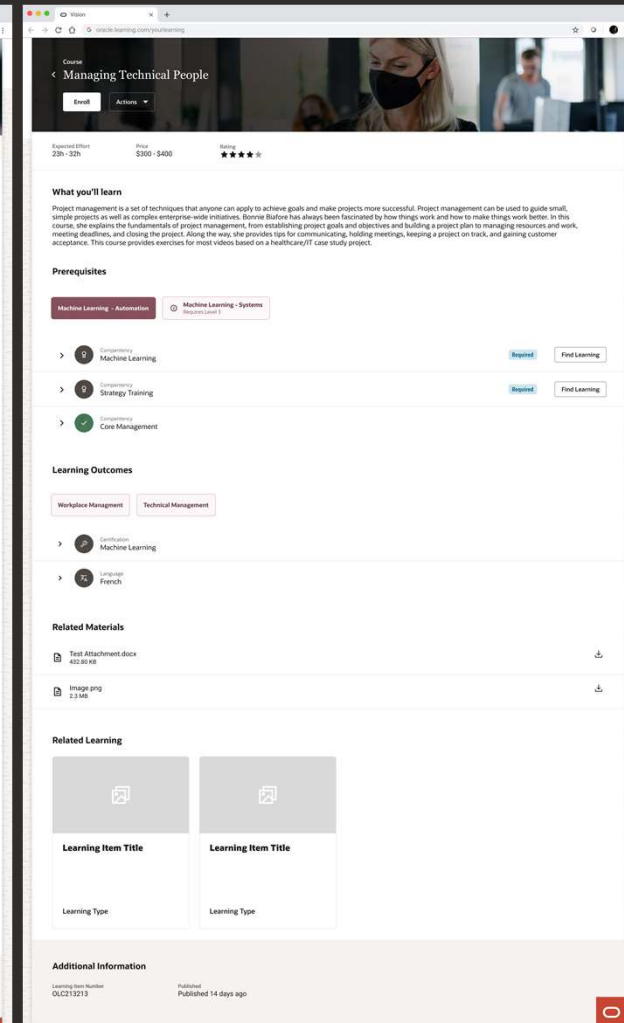 Vision
oracle.learning.com/yourlearning
Course
Managing Technical People
Enroll
Actions
Expected Effort
23h - 32h
Price
$300 - $400
Rating
What you'll learn
Project management is a set of techniques that anyone can apply to achieve goals and make projects more successful. Project management can be used to guide small,
simple projects as well as complex enterprise-wide initiatives. Bonnie Biafore has always been fascinated by how things work and how to make things work better. In this
course, she explains the fundamentals of project management, from establishing project goals and objectives and building a project plan to managing resources and work,
meeting deadlines, and closing the project. Along the way, she provides tips for communicating, holding meetings, keeping a project on track, and gaining customer
acceptance. This course provides exercises for most videos based on a healthcare/IT case study project.
Prerequisites
Machine Learning - Automation
Machine Learning - Systems
Requires Level 3
Compentency
Machine Learning
Required
Find Learning
Compentency
Strategy Training
Required
Find Learning
Compentency
Core Management
Learning Outcomes
Workplace Managment
Technical Management
Certification
Machine Learning
Language
French
Related Materials
Test Attachment.docx
432.80 KB
Image.png
2.3 MB
Related Learning
Learning Item Title
Learning Item Title
Learning Type
Learning Type
Additional Information
Learning Item Number
OLC213213
Published
Published 14 days ago